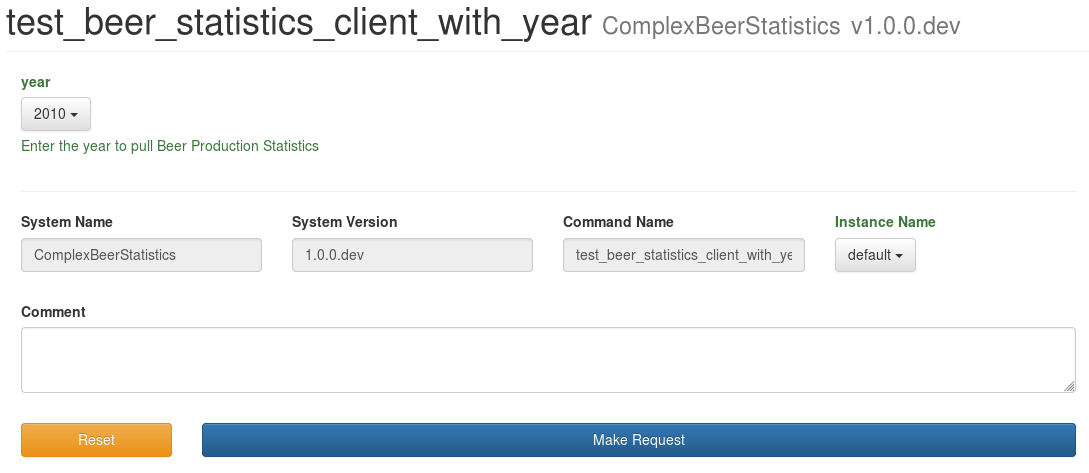 test_beer_statistics_client_with_year ComplexBeerStatistics v1.0.0.dev
year
2010
Enter the year to pull Beer Production Statistics
System Name System Version Command Name Instance Name
ComplexBeerStatistics 1.0.0.dev test_beer_statistics_client_with_ye default
Comment
Reset Make Request